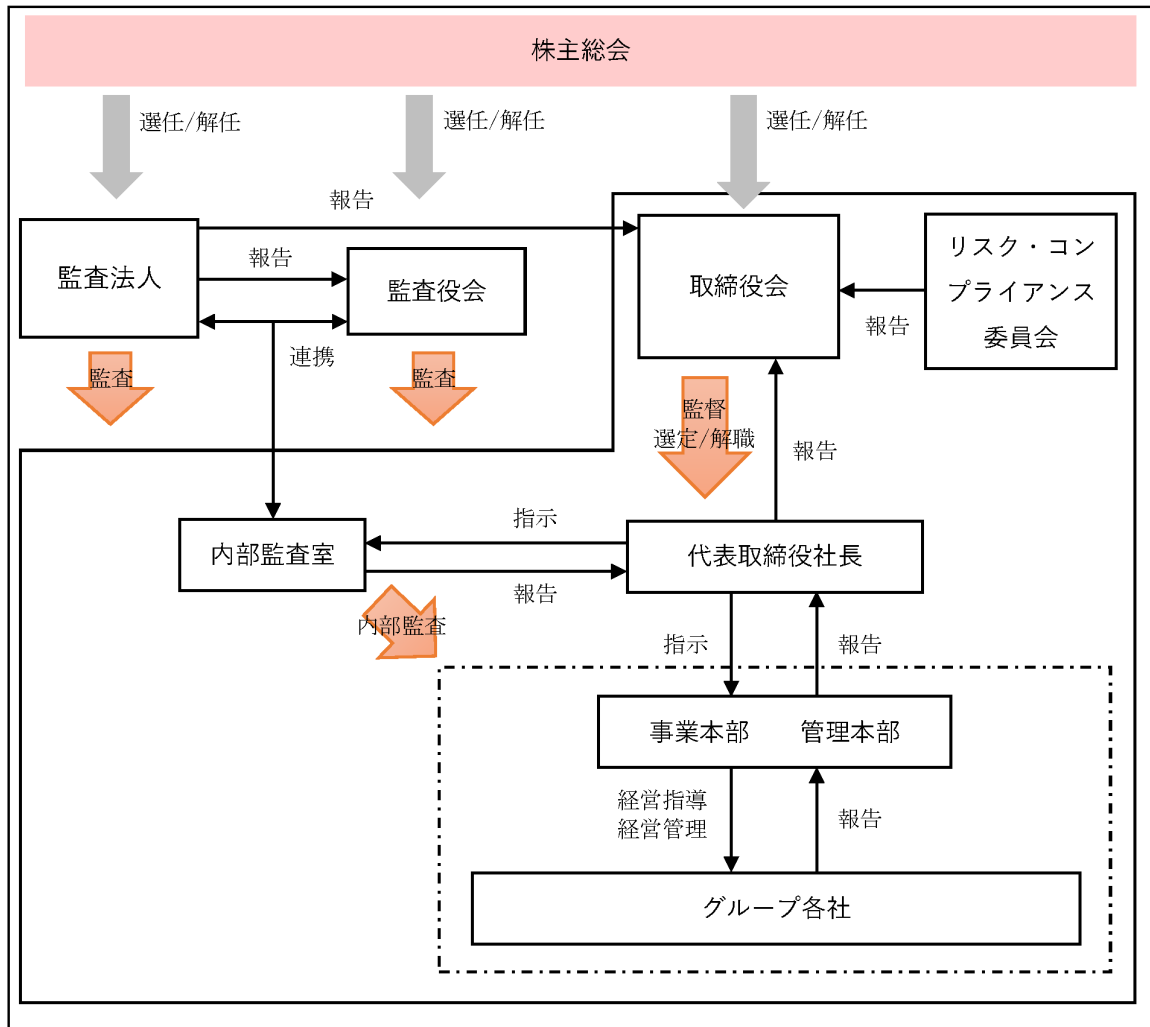 株主総会
選任/解任
選任/解任
選任/解任
報告
監査法人
報告
監査役会
取締役会
リスク・コン
プライアンス
委員会
報告
連携
監査
監査
監督
選定/解職
報告
指示
内部監査室
代表取締役社長
報告
内部監査
指示
報告
事業本部 管理本部
経営指導
経営管理
報告
グループ各社